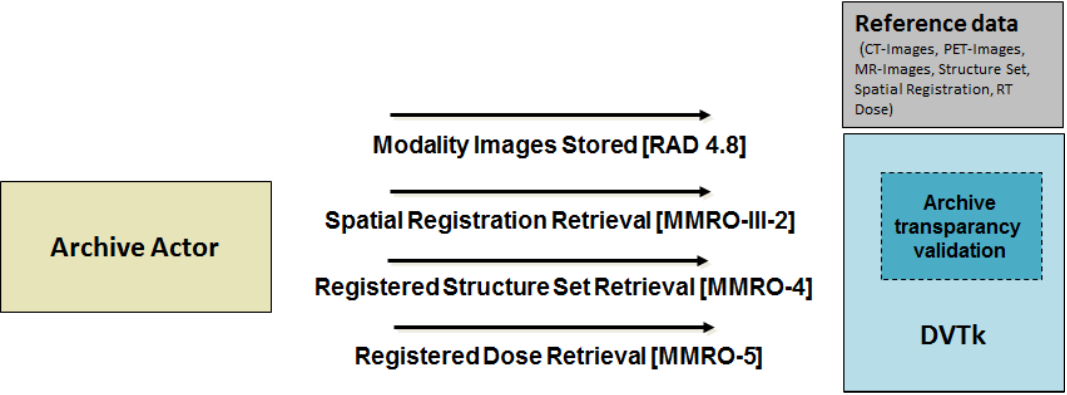 Reference data
(CT-Images, PET-Images,
MR-Images, Structure Set,
Spatial Registration, RT
Dose)
Modality Images Stored [RAD 4.8]
Spatial Registration Retrieval [MMRO-III-2]
Registered Structure Set Retrieval [MMRO-4]
Registered Dose Retrieval [MMRO-5]
Archive Actor
Archive
transparancy
validation
DVTk